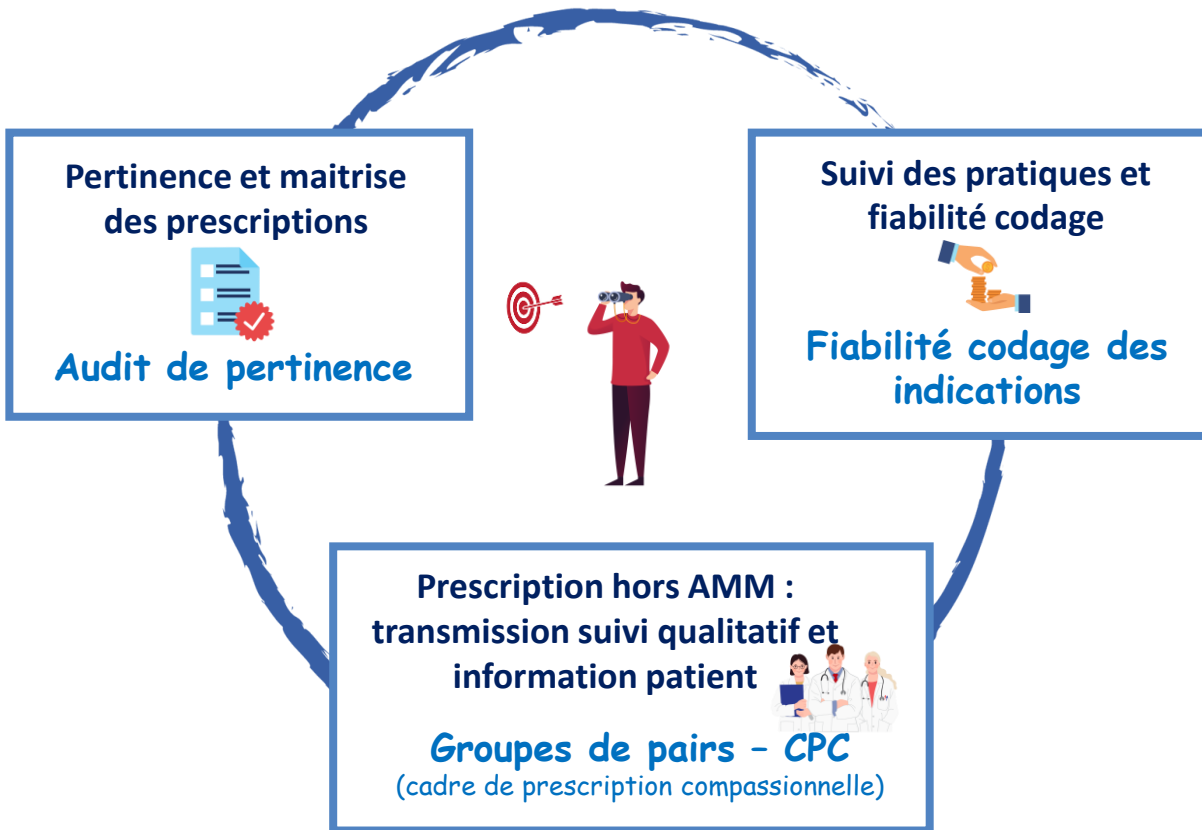 Pertinence et maitrise
des prescriptions
Audit de pertinence
Suivi des pratiques et
fiabilité codage
Fiabilité codage des
indications
Prescription hors AMM :
transmission suivi qualitatif et
information patient
Groupes de pairs – CPC
(cadre de prescription compassionnelle)